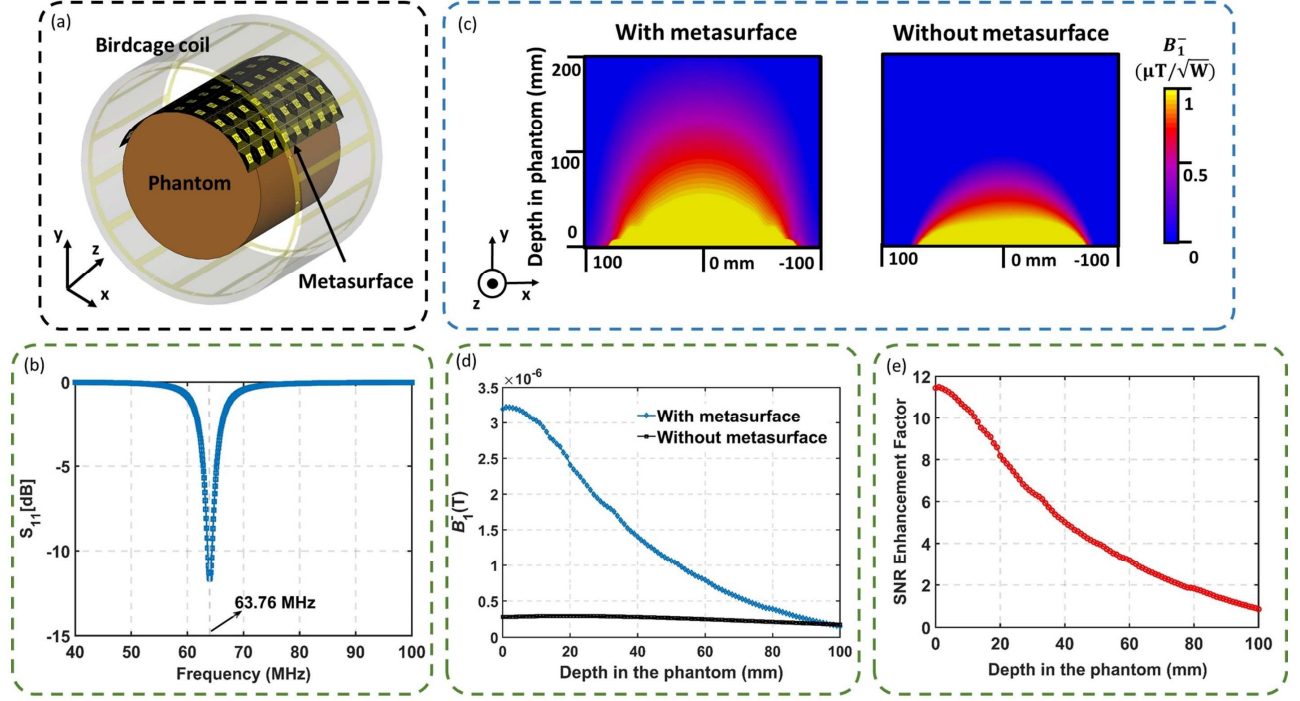 (a)
Birdcage coil
Phantom
Metasurface
y
z
x
(c)
With metasurface
Without metasurface
B₁⁻
(μT/√W)
Depth in phantom (mm)
200
100
0
100
0 mm
-100
100
0 mm
-100
1
0.5
0
y
x
z
(b)
S₁₁[dB]
0
-5
-10
-15
63.76 MHz
40 50 60 70 80 90 100
Frequency (MHz)
(d)
×10⁻⁶
B₁⁻(T)
3.5
3
2.5
2
1.5
1
0.5
0
With metasurface
Without metasurface
0 20 40 60 80 100
Depth in the phantom (mm)
(e)
SNR Enhancement Factor
12
10
8
6
4
2
0
0 20 40 60 80 100
Depth in the phantom (mm)